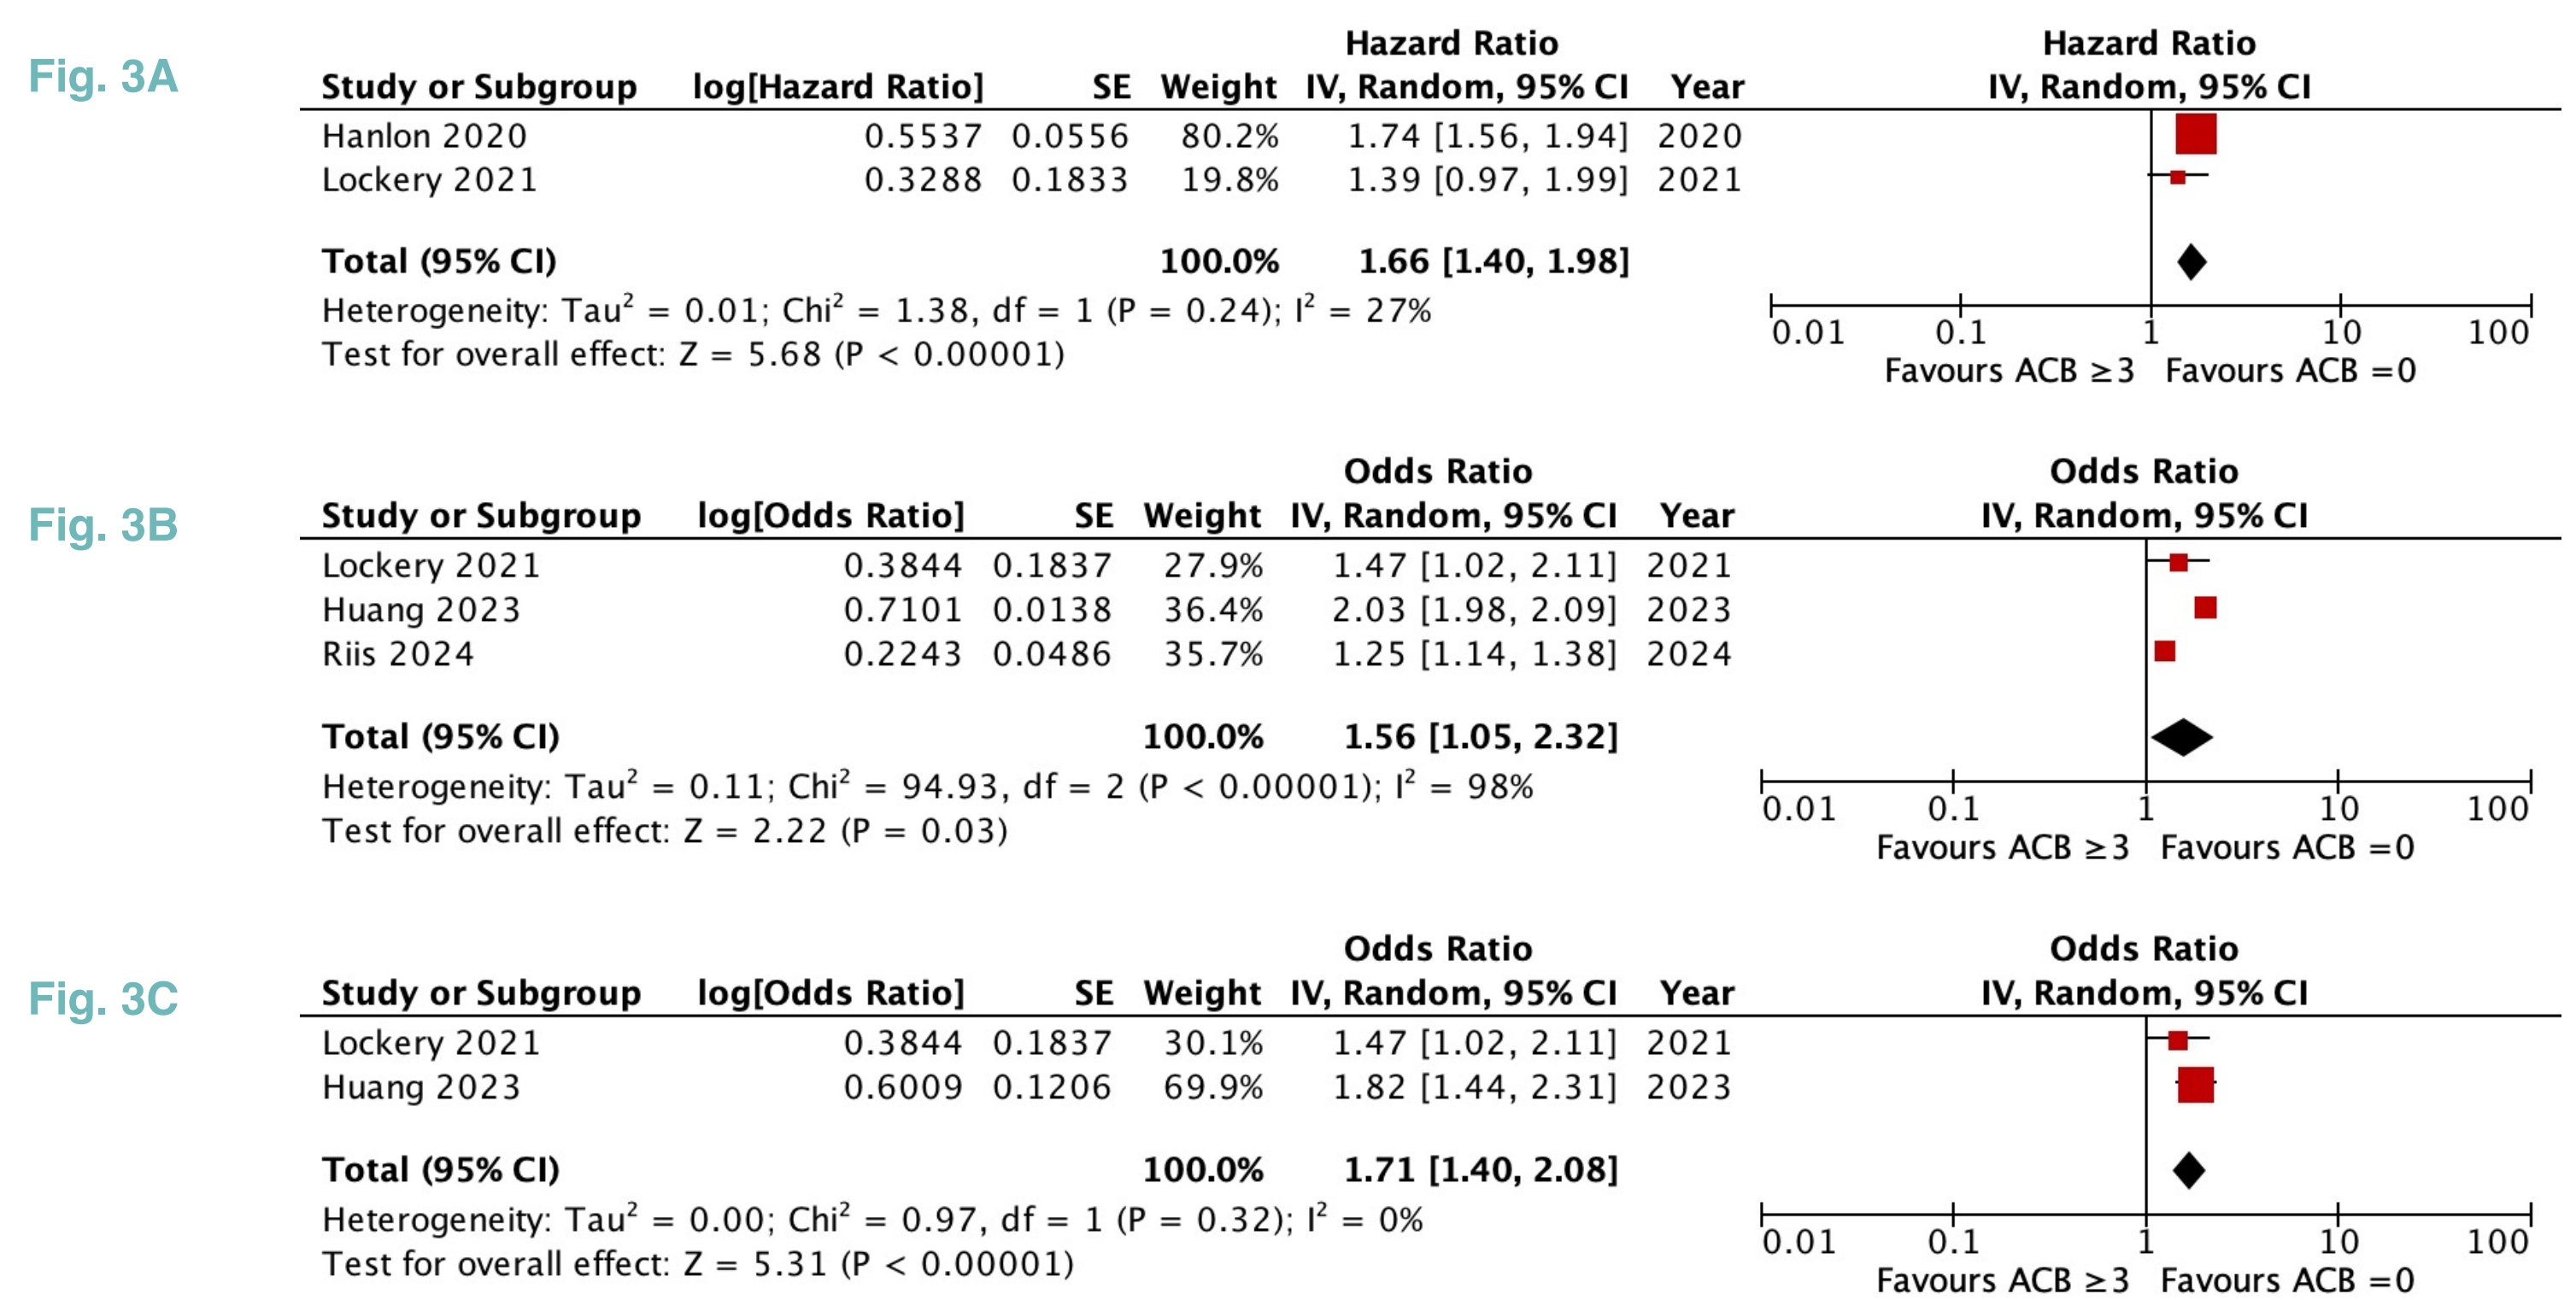 Fig. 3A
Hazard Ratio Hazard Ratio
Study or Subgroup log[Hazard Ratio] SE Weight IV, Random, 95% CI Year IV, Random, 95% CI
Hanlon 2020 0.5537 0.0556 80.2% 1.74 [1.56, 1.94] 2020
Lockery 2021 0.3288 0.1833 19.8% 1.39 [0.97, 1.99] 2021
Total (95% CI) 100.0% 1.66 [1.40, 1.98]
Heterogeneity: Tau² = 0.01; Chi² = 1.38, df = 1 (P = 0.24); I² = 27%
Test for overall effect: Z = 5.68 (P < 0.00001)
0.01 0.1 1 10 100
Favours ACB ≥3 Favours ACB =0
Fig. 3B
Odds Ratio Odds Ratio
Study or Subgroup log[Odds Ratio] SE Weight IV, Random, 95% CI Year IV, Random, 95% CI
Lockery 2021 0.3844 0.1837 27.9% 1.47 [1.02, 2.11] 2021
Huang 2023 0.7101 0.0138 36.4% 2.03 [1.98, 2.09] 2023
Riis 2024 0.2243 0.0486 35.7% 1.25 [1.14, 1.38] 2024
Total (95% CI) 100.0% 1.56 [1.05, 2.32]
Heterogeneity: Tau² = 0.11; Chi² = 94.93, df = 2 (P < 0.00001); I² = 98%
Test for overall effect: Z = 2.22 (P = 0.03)
0.01 0.1 1 10 100
Favours ACB ≥3 Favours ACB =0
Fig. 3C
Odds Ratio Odds Ratio
Study or Subgroup log[Odds Ratio] SE Weight IV, Random, 95% CI Year IV, Random, 95% CI
Lockery 2021 0.3844 0.1837 30.1% 1.47 [1.02, 2.11] 2021
Huang 2023 0.6009 0.1206 69.9% 1.82 [1.44, 2.31] 2023
Total (95% CI) 100.0% 1.71 [1.40, 2.08]
Heterogeneity: Tau² = 0.00; Chi² = 0.97, df = 1 (P = 0.32); I² = 0%
Test for overall effect: Z = 5.31 (P < 0.00001)
0.01 0.1 1 10 100
Favours ACB ≥3 Favours ACB =0